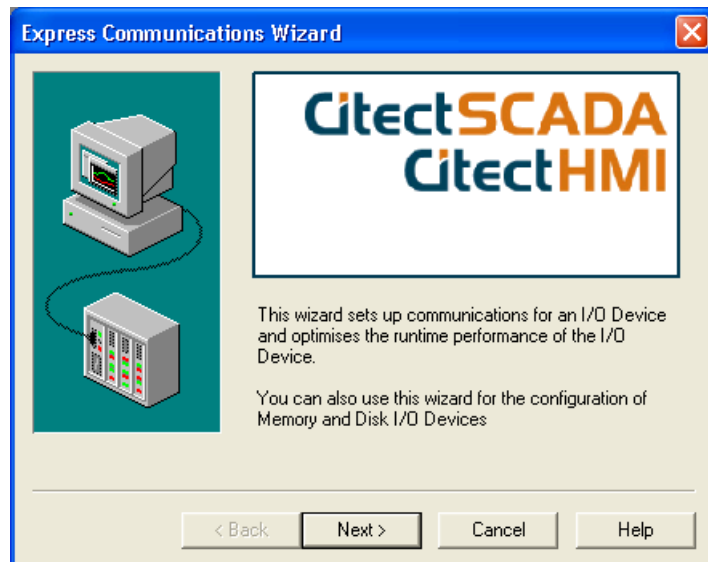 Express Communications Wizard
CitectSCADA
CitectHMI
This wizard sets up communications for an I/O Device
and optimises the runtime performance of the I/O
Device.
You can also use this wizard for the configuration of
Memory and Disk I/O Devices
< Back
Next >
Cancel
Help